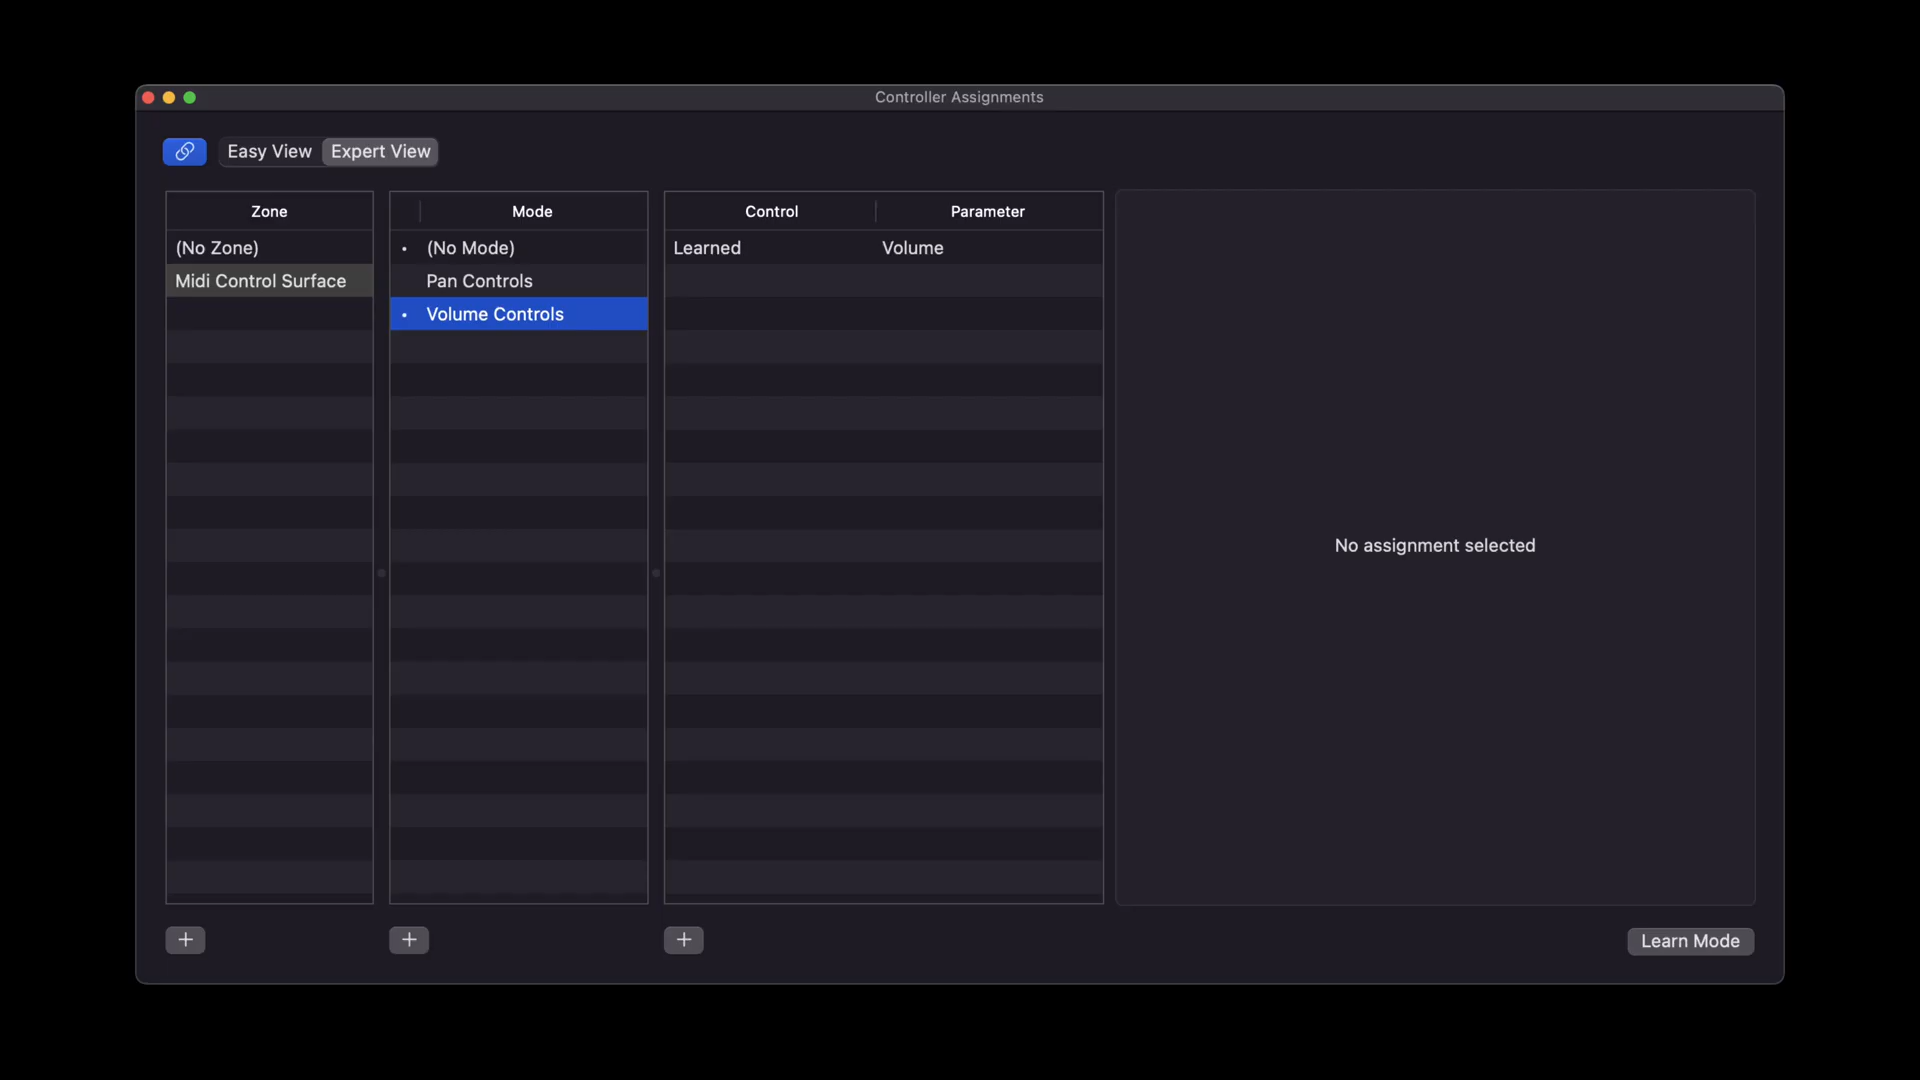 Controller Assignments
Easy View Expert View
Zone Mode Control Parameter
(No Zone) • (No Mode) Learned Volume
Midi Control Surface Pan Controls
• Volume Controls
No assignment selected
+ + + Learn Mode